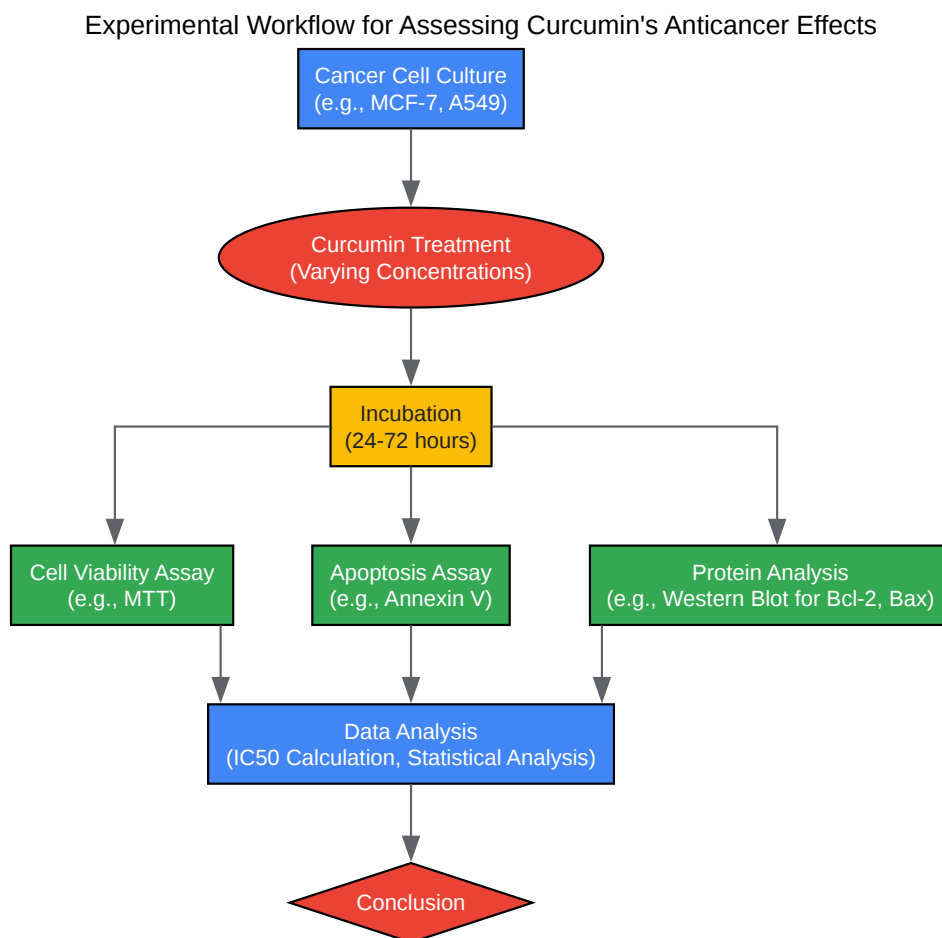 Experimental Workflow for Assessing Curcumin's Anticancer Effects
Cancer Cell Culture
(e.g., MCF-7, A549)
Curcumin Treatment
(Varying Concentrations)
Incubation
(24-72 hours)
Cell Viability Assay
(e.g., MTT)
Apoptosis Assay
(e.g., Annexin V)
Protein Analysis
(e.g., Western Blot for Bcl-2, Bax)
Data Analysis
(IC50 Calculation, Statistical Analysis)
Conclusion